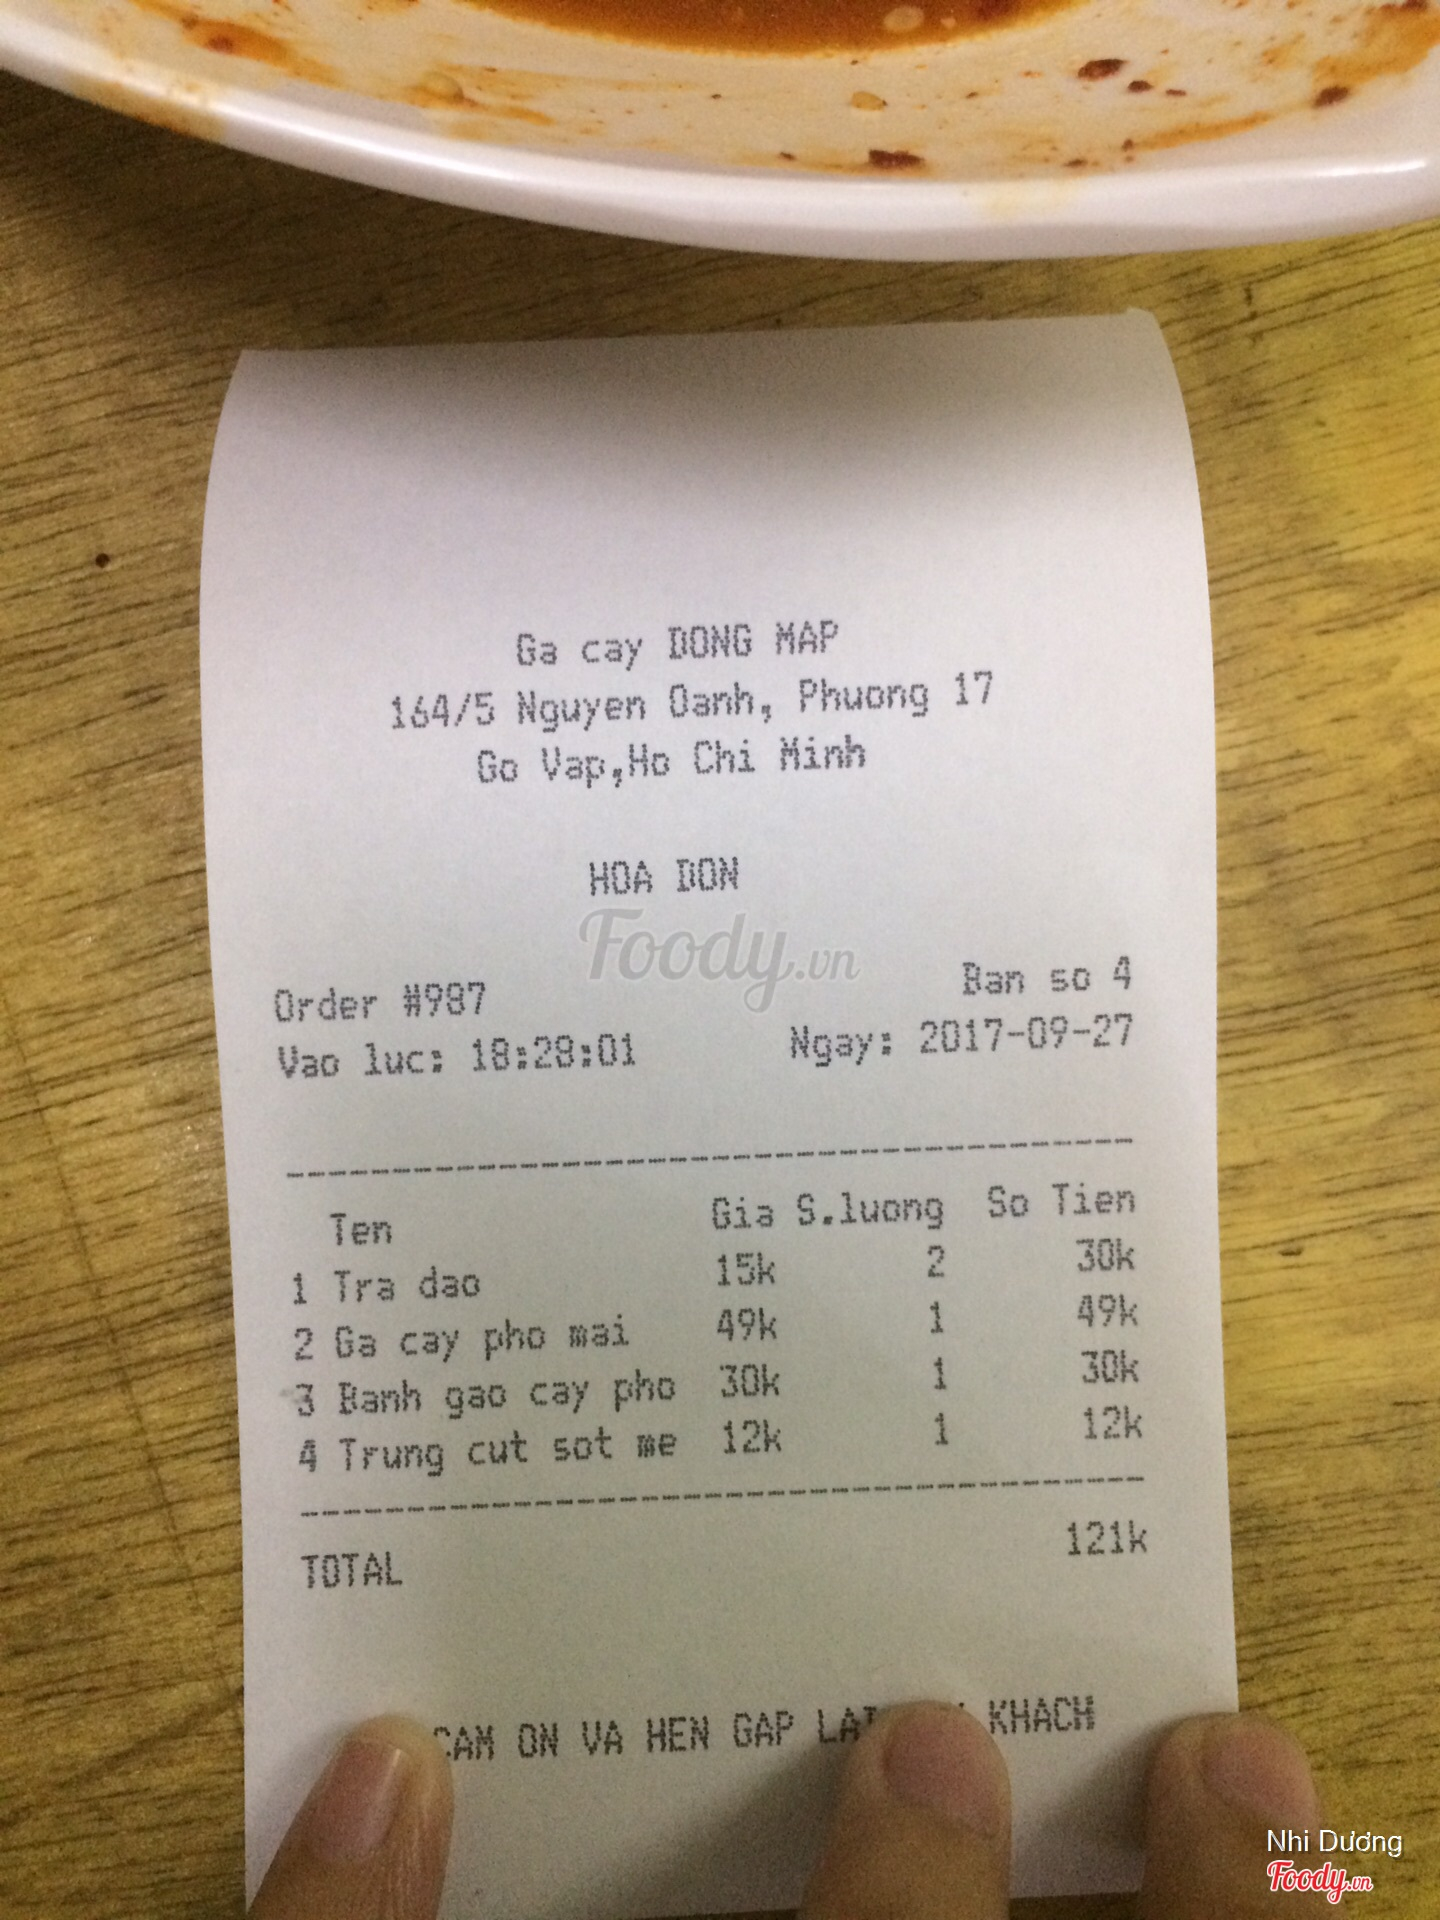 Ga cay DONG MAP
164/5 Nguyen Oanh, Phuong 17
Go Vap,Ho Chi Minh
HOA DON
Foody.vn
Order #987 Ban so 4
Vao luc: 18:28:01 Ngay: 2017-09-27
Ten Gia S.luong So Tien
1 Tra dao 15k 2 30k
2 Ga cay pho mai 49k 1 49k
3 Banh gao cay pho 30k 1 30k
4 Trung cut sot me 12k 1 12k
TOTAL 121k
CAM ON VA HEN GAP LAI KHACH
Nhi Dương
Foody.vn